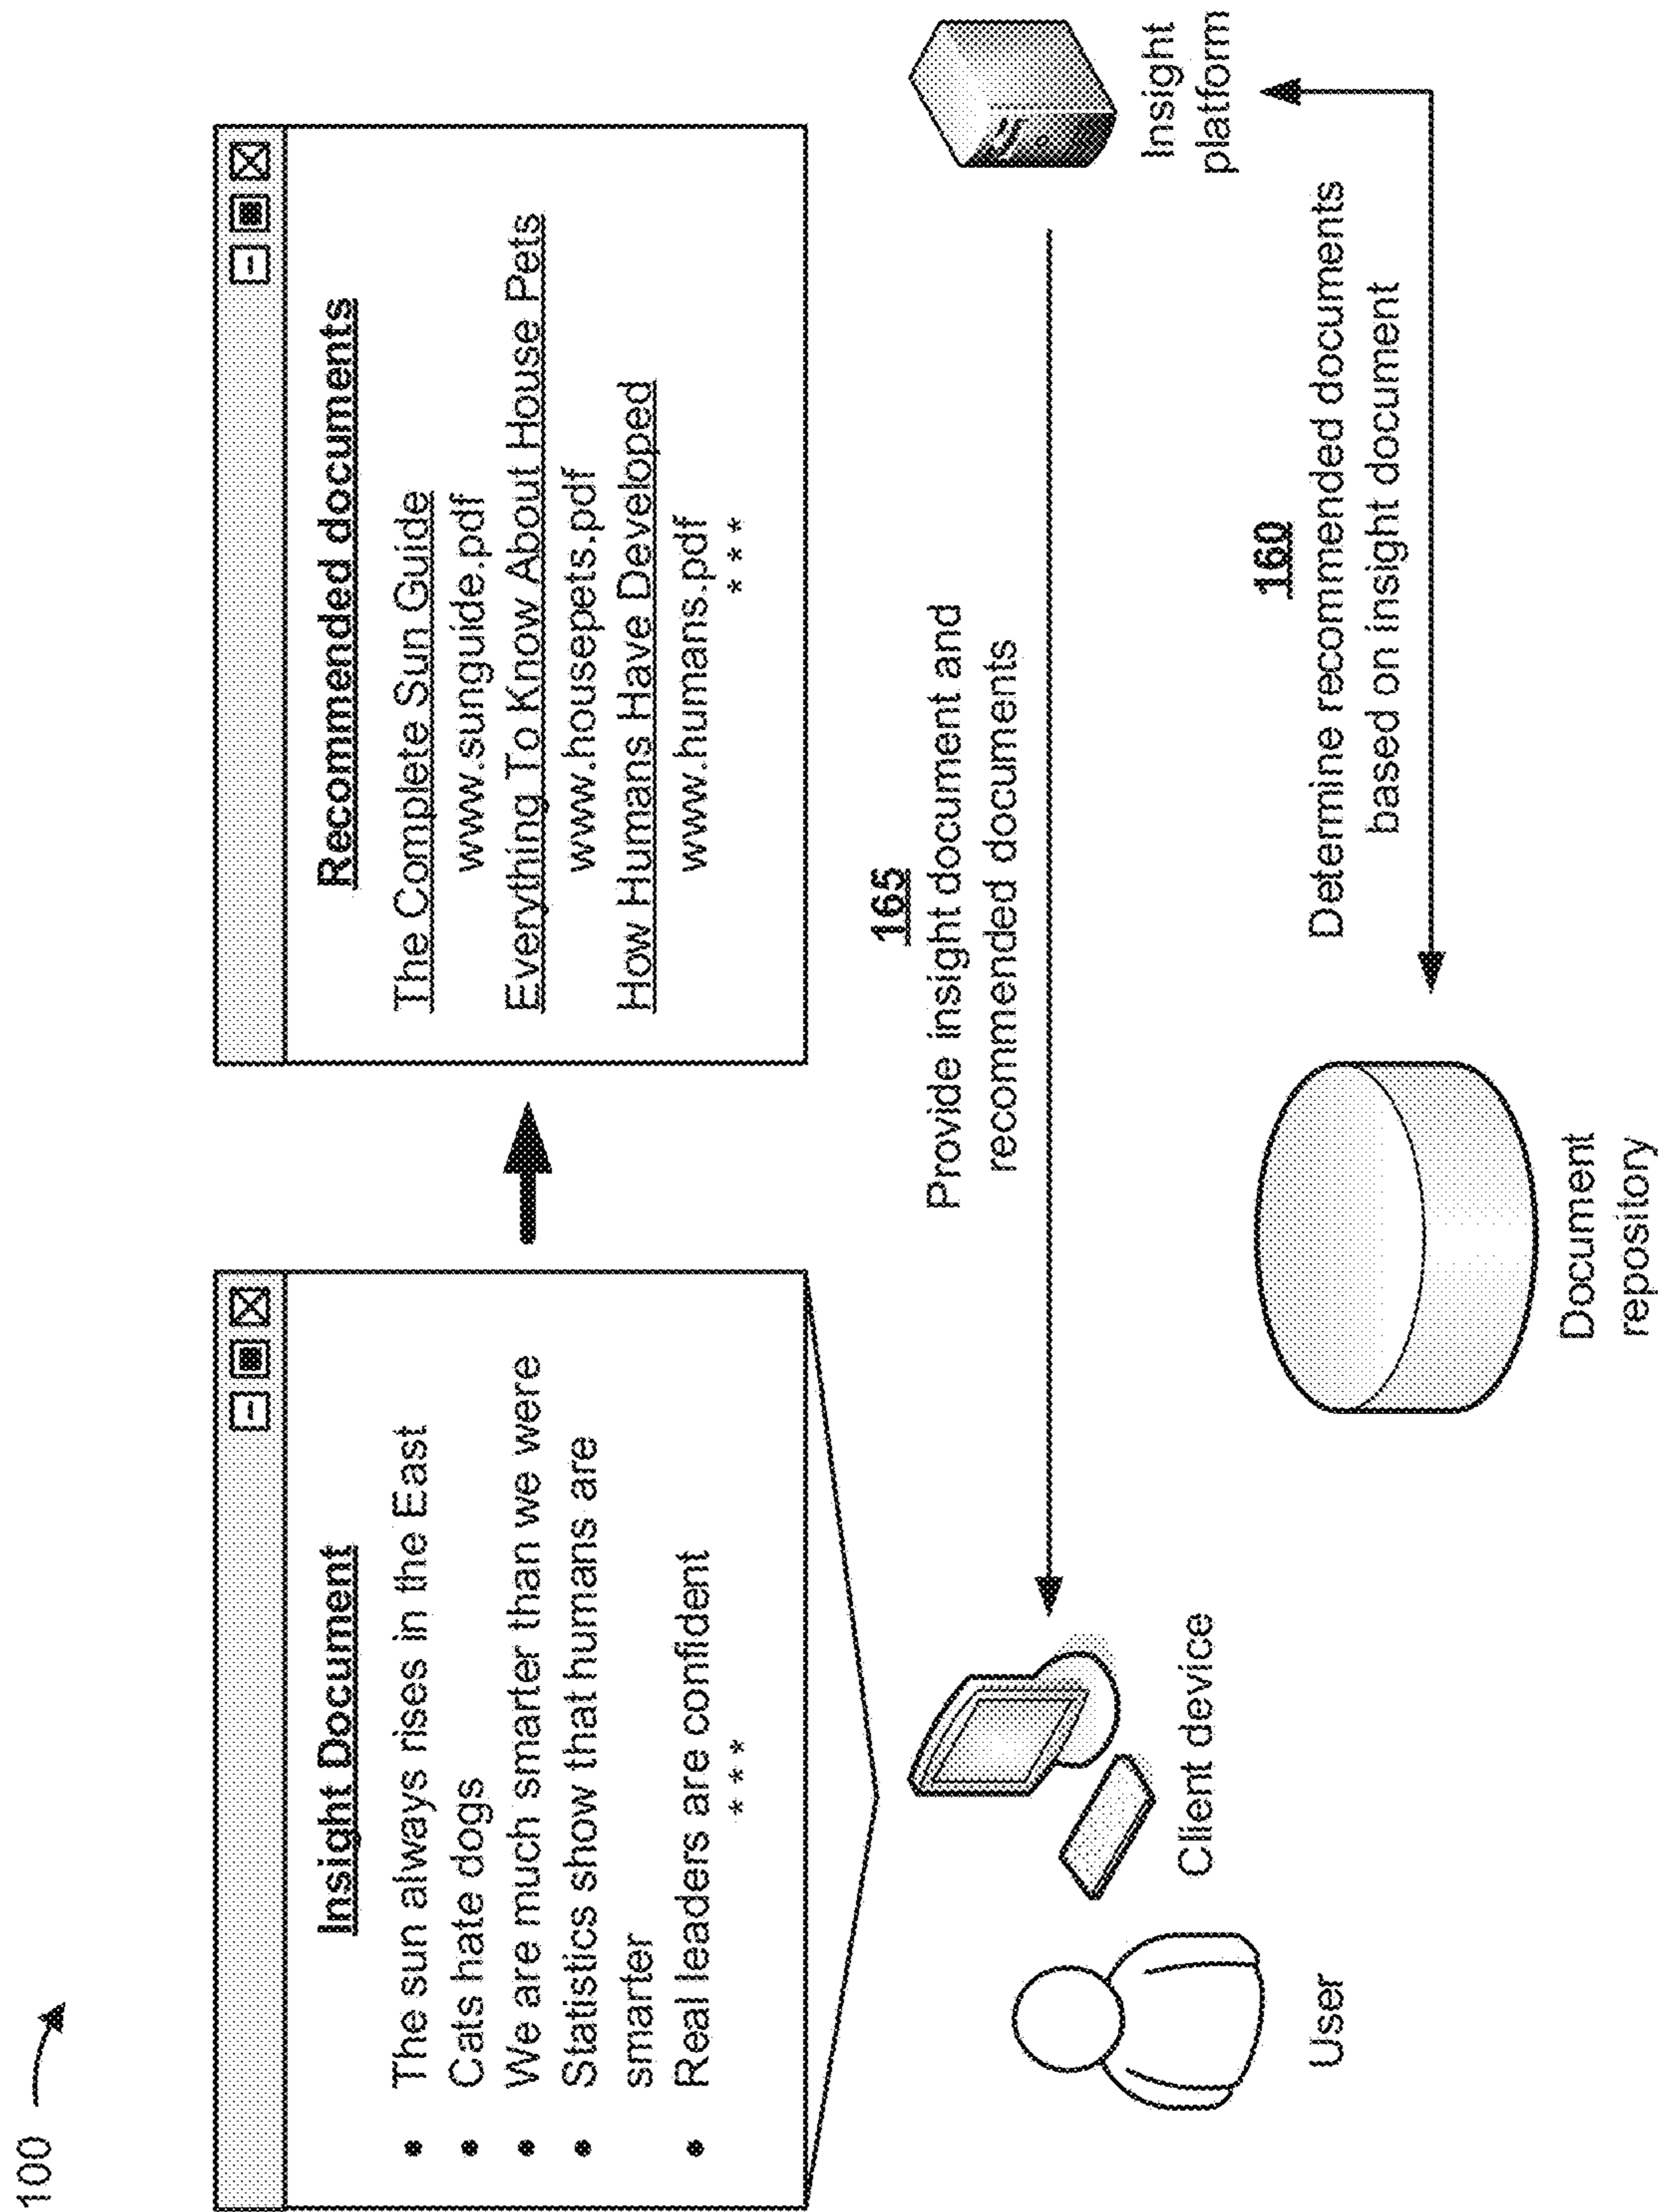 100
Insight Document
• The sun always rises in the East
• Cats hate dogs
• We are much smarter than we were
• Statistics show that humans are
smarter
• Real leaders are confident
* * *
Recommended documents
The Complete Sun Guide
www.sunguide.pdf
Everything To Know About House Pets
www.housepets.pdf
How Humans Have Developed
www.humans.pdf
* * *
165
Provide insight document and
recommended documents
User
Client device
Insight
platform
160
Determine recommended documents
based on insight document
Document
repository